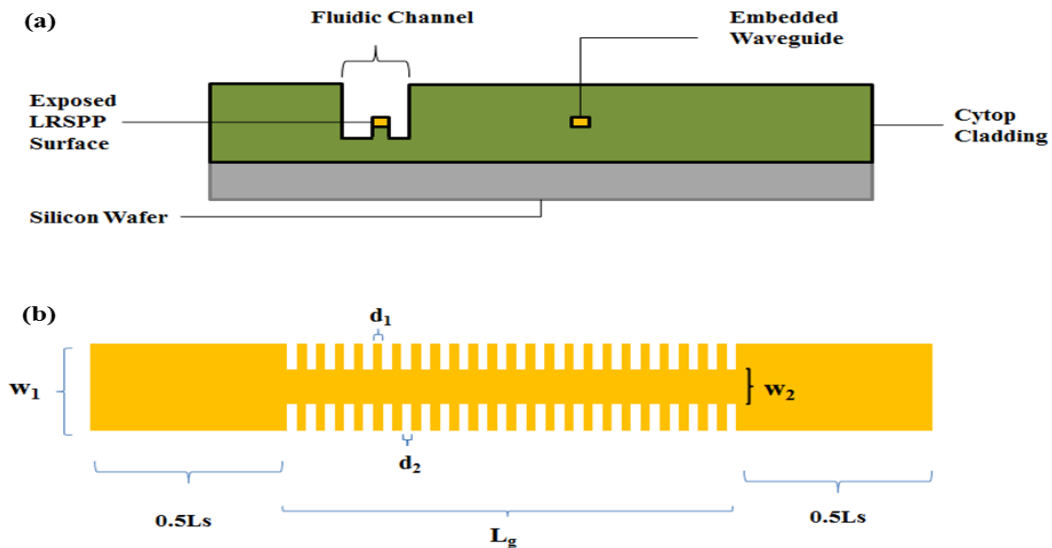 (a)
Fluidic Channel
Embedded
Waveguide
Exposed
LRSPP
Surface
Cytop
Cladding
Silicon Wafer
(b)
d₁
w₁
w₂
d₂
0.5Ls
Lg
0.5Ls